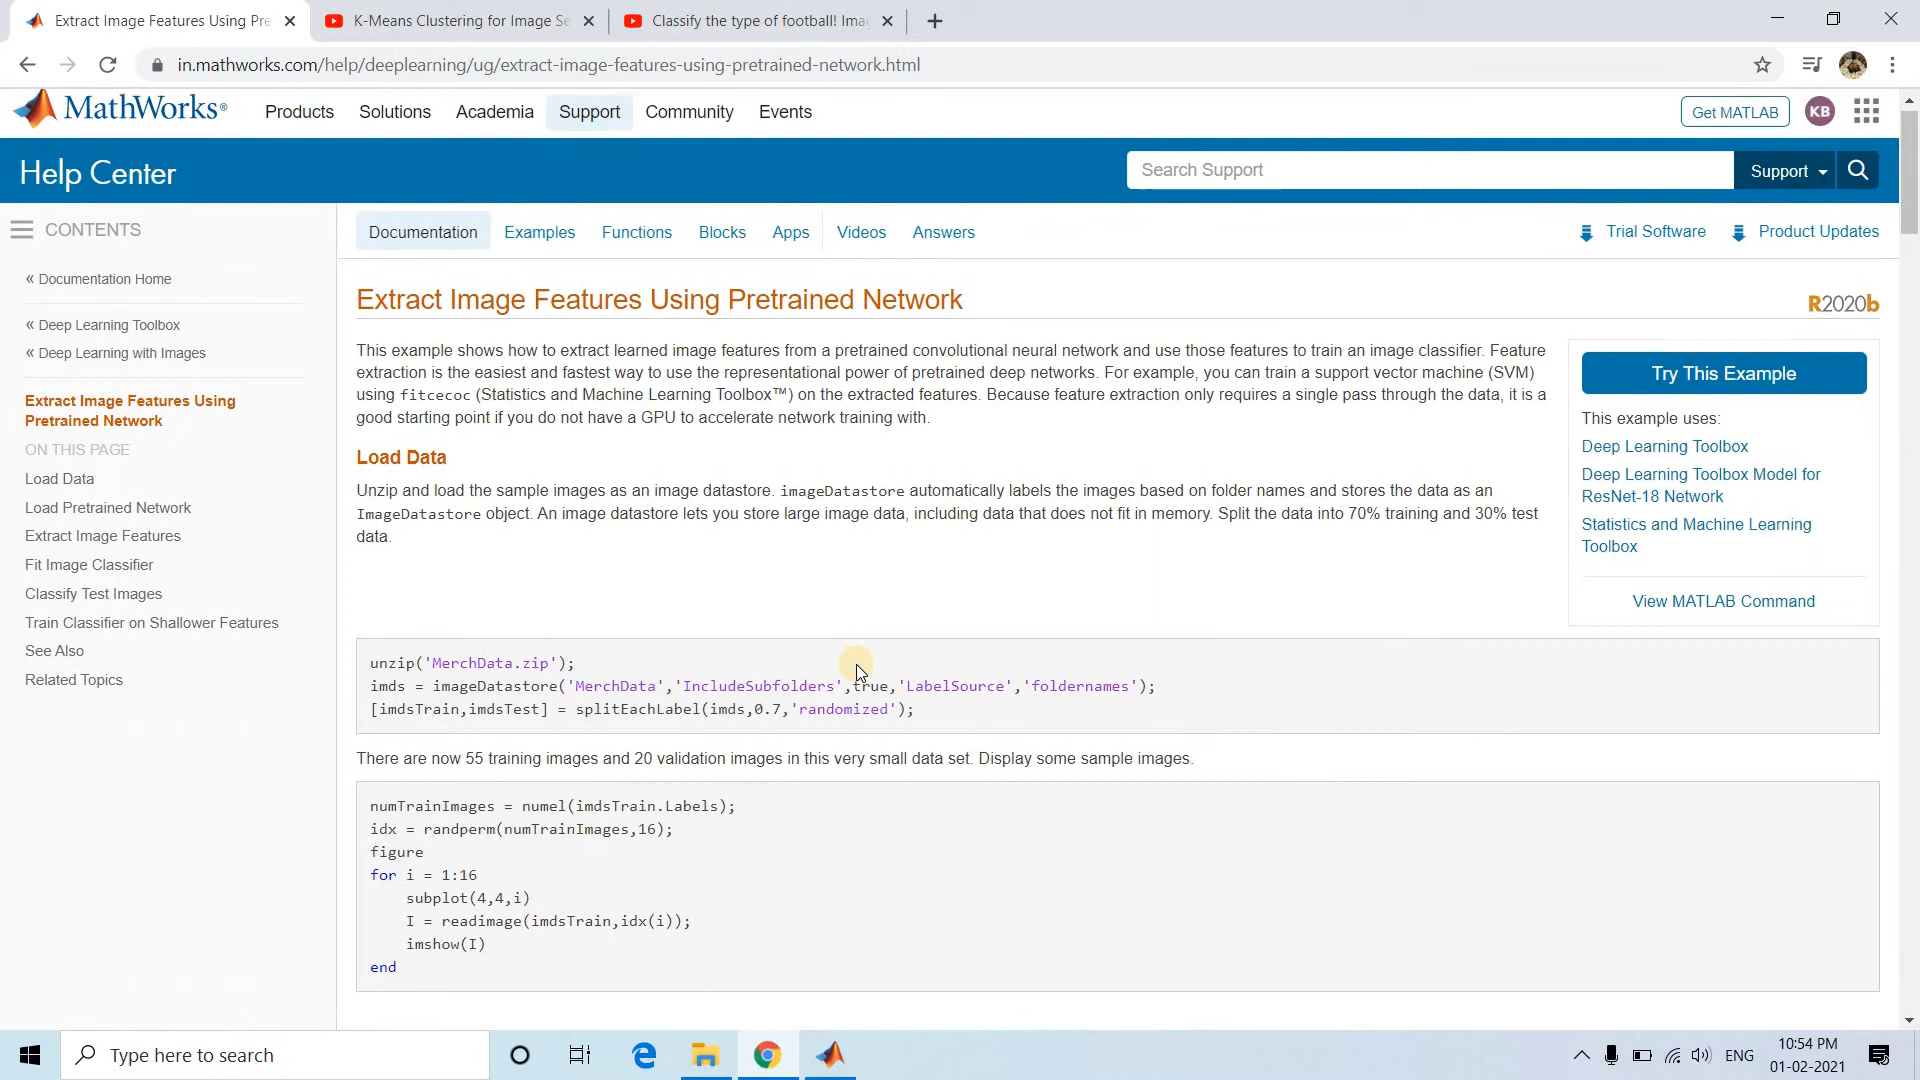 Extract Image Features Using Pre
K-Means Clustering for Image Se
Classify the type of football! Ima
in.mathworks.com/help/deeplearning/ug/extract-image-features-using-pretrained-network.html
MathWorks®
Products
Solutions
Academia
Support
Community
Events
Get MATLAB
KB
Help Center
Search Support
Support
CONTENTS
Documentation
Examples
Functions
Blocks
Apps
Videos
Answers
Trial Software
Product Updates
« Documentation Home
« Deep Learning Toolbox
« Deep Learning with Images
Extract Image Features Using
Pretrained Network
ON THIS PAGE
Load Data
Load Pretrained Network
Extract Image Features
Fit Image Classifier
Classify Test Images
Train Classifier on Shallower Features
See Also
Related Topics
Extract Image Features Using Pretrained Network
R2020b
This example shows how to extract learned image features from a pretrained convolutional neural network and use those features to train an image classifier. Feature
extraction is the easiest and fastest way to use the representational power of pretrained deep networks. For example, you can train a support vector machine (SVM)
using fitcecoc (Statistics and Machine Learning Toolbox™) on the extracted features. Because feature extraction only requires a single pass through the data, it is a
good starting point if you do not have a GPU to accelerate network training with.
Load Data
Unzip and load the sample images as an image datastore. imageDatastore automatically labels the images based on folder names and stores the data as an
ImageDatastore object. An image datastore lets you store large image data, including data that does not fit in memory. Split the data into 70% training and 30% test
data.
Try This Example
This example uses:
Deep Learning Toolbox
Deep Learning Toolbox Model for
ResNet-18 Network
Statistics and Machine Learning
Toolbox
View MATLAB Command
unzip('MerchData.zip');
imds = imageDatastore('MerchData','IncludeSubfolders',true,'LabelSource','foldernames');
[imdsTrain,imdsTest] = splitEachLabel(imds,0.7,'randomized');
There are now 55 training images and 20 validation images in this very small data set. Display some sample images.
numTrainImages = numel(imdsTrain.Labels);
idx = randperm(numTrainImages,16);
figure
for i = 1:16
    subplot(4,4,i)
    I = readimage(imdsTrain,idx(i));
    imshow(I)
end
Type here to search
ENG
10:54 PM
01-02-2021